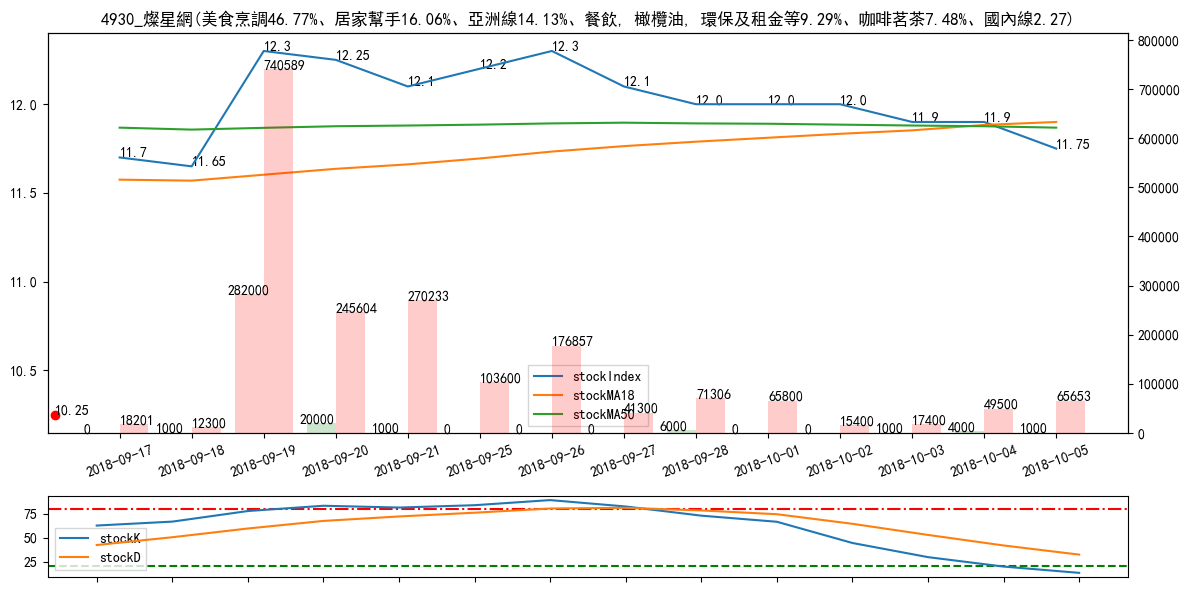 4930_燦星網(美食烹調46.77%、居家幫手16.06%、亞洲線14.13%、餐飲, 橄欖油, 環保及租金等9.29%、咖啡茗茶7.48%、國內線2.27)
12.3 12.25 12.1 12.2 12.3 12.1 12.0 12.0 12.0 11.9 11.9 11.75
11.7 11.65
740589
282000 245604 270233 176857 103600
10.25
18201 1000 12300 20000 1000 0 0 0 41300 6000 71306 0 65800 0 15400 1000 17400 4000 49500 1000 65653
0
12.0
11.5
11.0
10.5
800000
700000
600000
500000
400000
300000
200000
100000
0
stockIndex
stockMA18
stockMA50
2018-09-17 2018-09-18 2018-09-19 2018-09-20 2018-09-21 2018-09-25 2018-09-26 2018-09-27 2018-09-28 2018-10-01 2018-10-02 2018-10-03 2018-10-04 2018-10-05
75
50
25
stockK
stockD